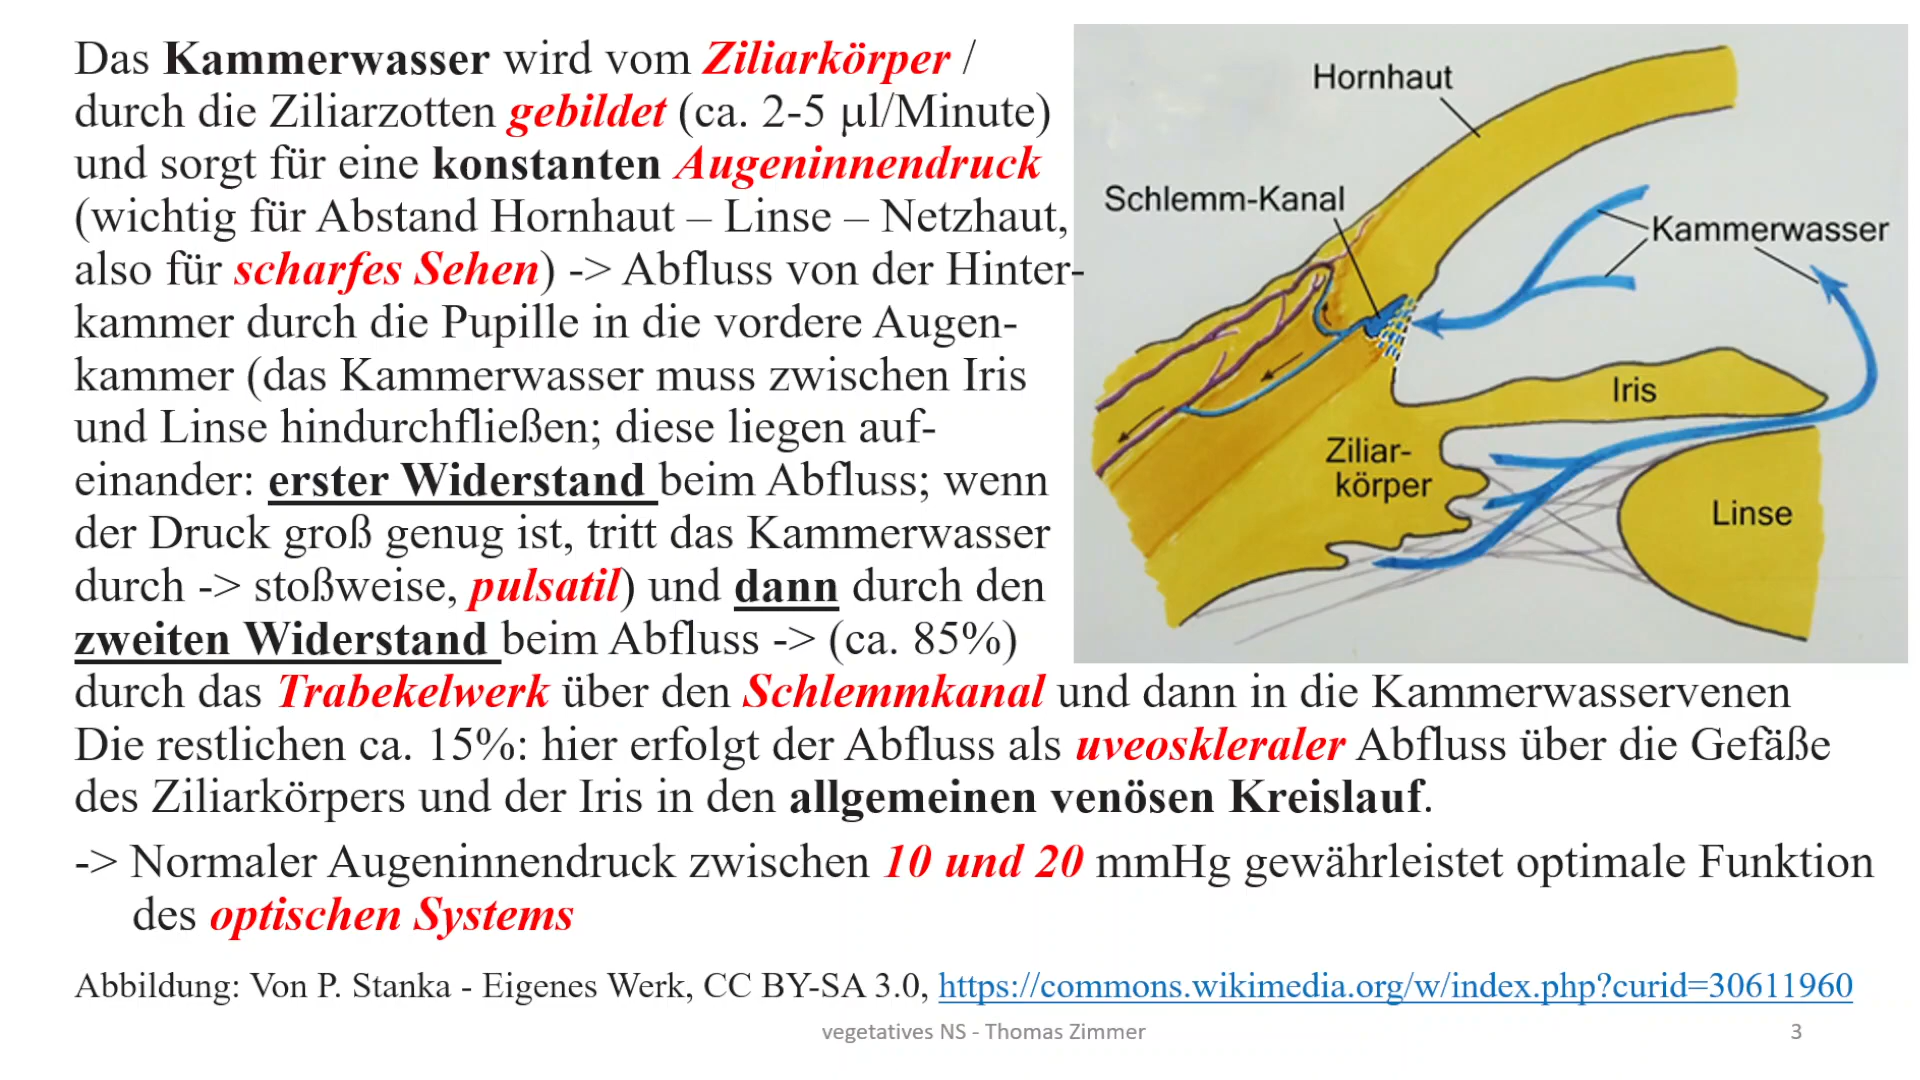 Das Kammerwasser wird vom Ziliarkörper /
durch die Ziliarzotten gebildet (ca. 2-5 µl/Minute)
und sorgt für eine konstanten Augeninnendruck
(wichtig für Abstand Hornhaut – Linse – Netzhaut,
also für scharfes Sehen) -> Abfluss von der Hinter-
kammer durch die Pupille in die vordere Augen-
kammer (das Kammerwasser muss zwischen Iris
und Linse hindurchfließen; diese liegen auf-
einander: erster Widerstand beim Abfluss; wenn
der Druck groß genug ist, tritt das Kammerwasser
durch -> stoßweise, pulsatil) und dann durch den
zweiten Widerstand beim Abfluss -> (ca. 85%)
durch das Trabekelwerk über den Schlemmkanal und dann in die Kammerwasservenen
Die restlichen ca. 15%: hier erfolgt der Abfluss als uveoskleraler Abfluss über die Gefäße
des Ziliarkörpers und der Iris in den allgemeinen venösen Kreislauf.
-> Normaler Augeninnendruck zwischen 10 und 20 mmHg gewährleistet optimale Funktion
des optischen Systems
Hornhaut
Schlemm-Kanal
Kammerwasser
Iris
Ziliar-
körper
Linse
Abbildung: Von P. Stanka - Eigenes Werk, CC BY-SA 3.0, https://commons.wikimedia.org/w/index.php?curid=30611960
vegetatives NS - Thomas Zimmer
3